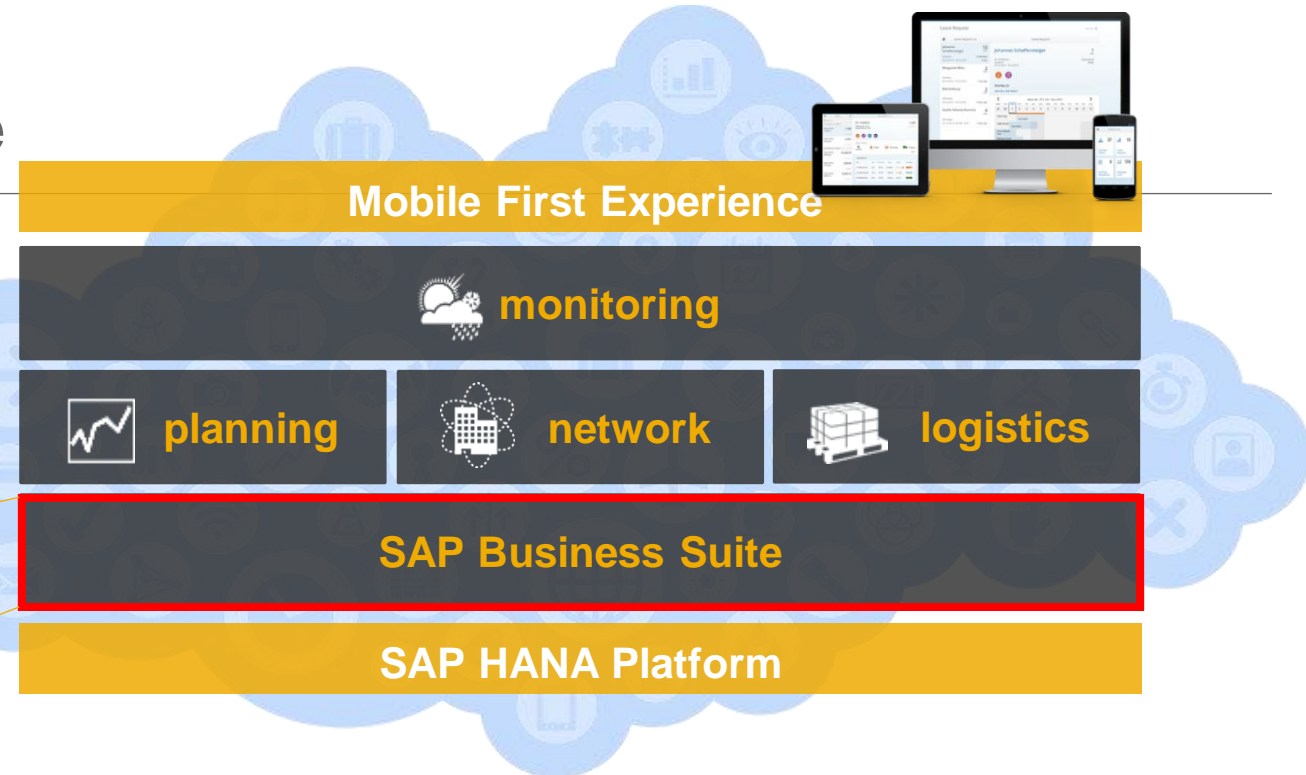 e
Mobile First Experience
monitoring
planning
network
logistics
SAP Business Suite
SAP HANA Platform